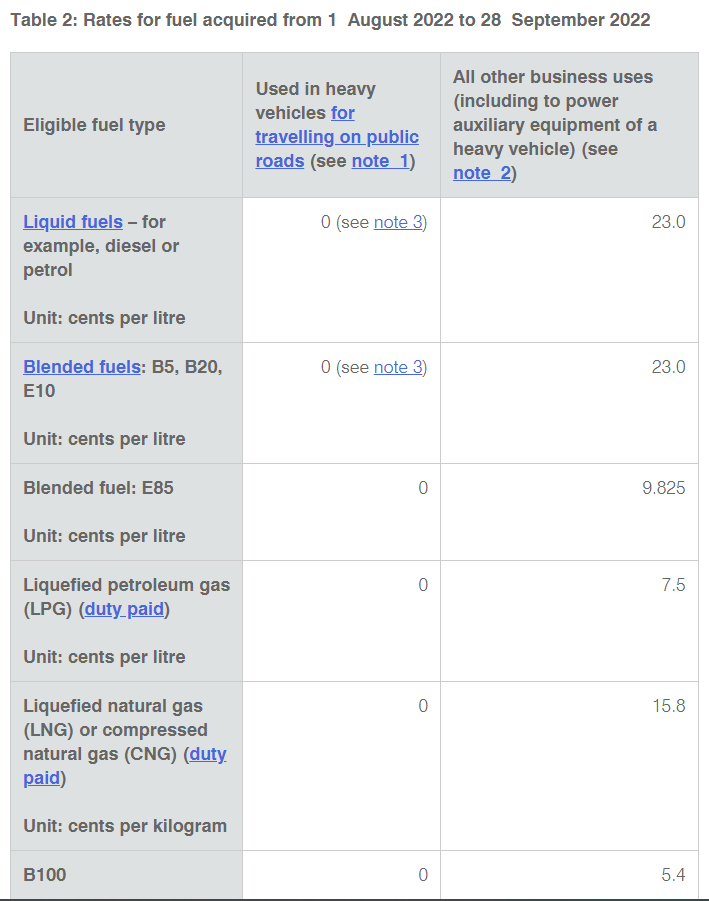 Table 2: Rates for fuel acquired from 1 August 2022 to 28 September 2022
Eligible fuel type
Used in heavy
vehicles for
travelling on public
roads (see note 1)
All other business uses
(including to power
auxiliary equipment of a
heavy vehicle) (see
note 2)
Liquid fuels – for
example, diesel or
petrol
Unit: cents per litre
0 (see note 3)
23.0
Blended fuels: B5, B20,
E10
Unit: cents per litre
0 (see note 3)
23.0
Blended fuel: E85
Unit: cents per litre
0
9.825
Liquefied petroleum gas
(LPG) (duty paid)
Unit: cents per litre
0
7.5
Liquefied natural gas
(LNG) or compressed
natural gas (CNG) (duty
paid)
Unit: cents per kilogram
0
15.8
B100
0
5.4